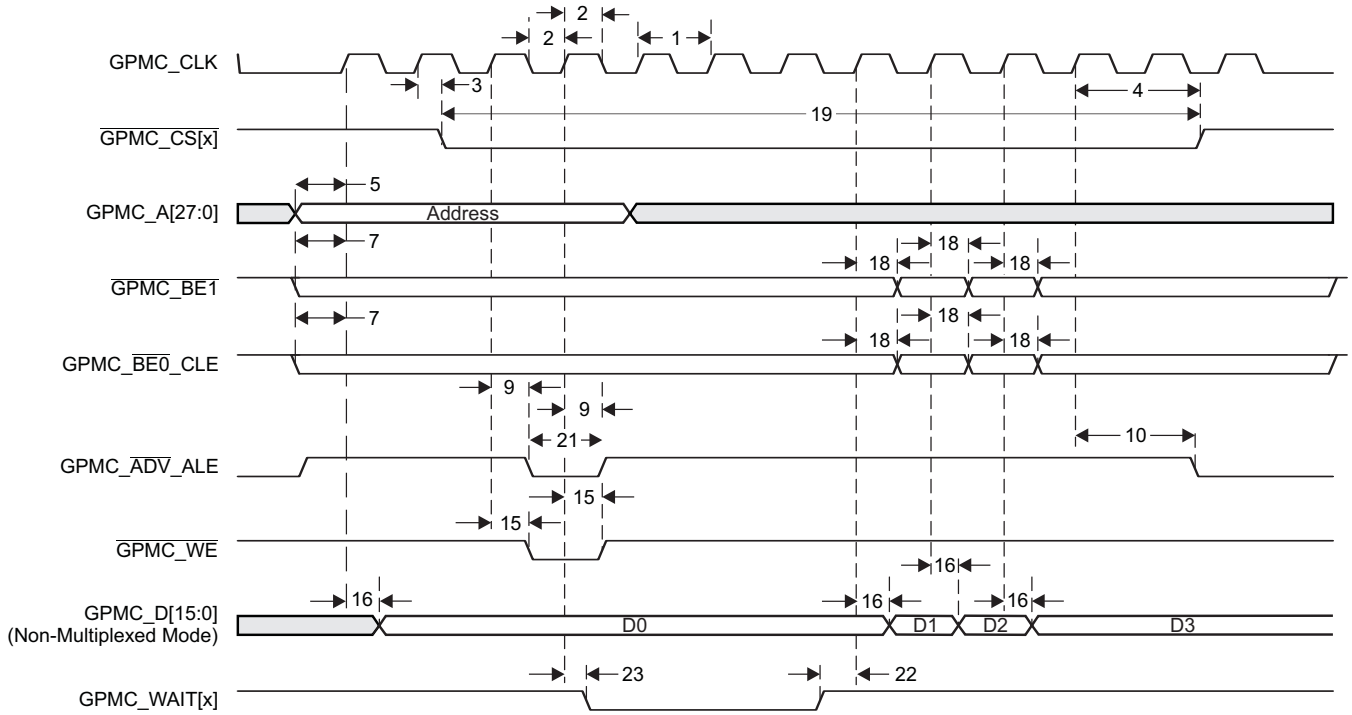 2
2
1
GPMC_CLK
3
4
19
GPMC_CS[x]
5
GPMC_A[27:0]
Address
7
18
18
18
GPMC_BE1
7
18
18
18
GPMC_BE0_CLE
9
9
21
10
GPMC_ADV_ALE
15
15
GPMC_WE
16
GPMC_D[15:0]
16
16
16
(Non-Multiplexed Mode)
D0
D1
D2
D3
23
22
GPMC_WAIT[x]